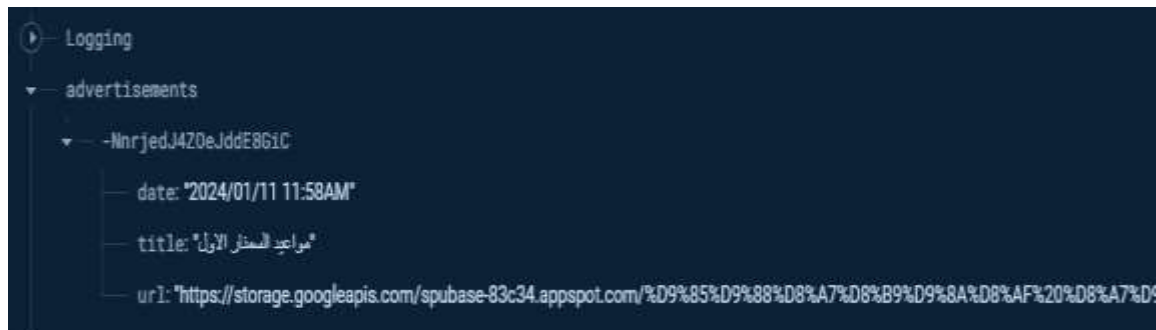 Logging
advertisements
-NnrjedJ4ZOeJddE8GiC
date: "2024/01/11 11:58AM"
title: "مواعيد السمنار الاول"
url: "https://storage.googleapis.com/spubase-83c34.appspot.com/%D9%85%D9%88%D8%A7%D8%B9%D9%8A%D8%AF%20%D8%A7%D9